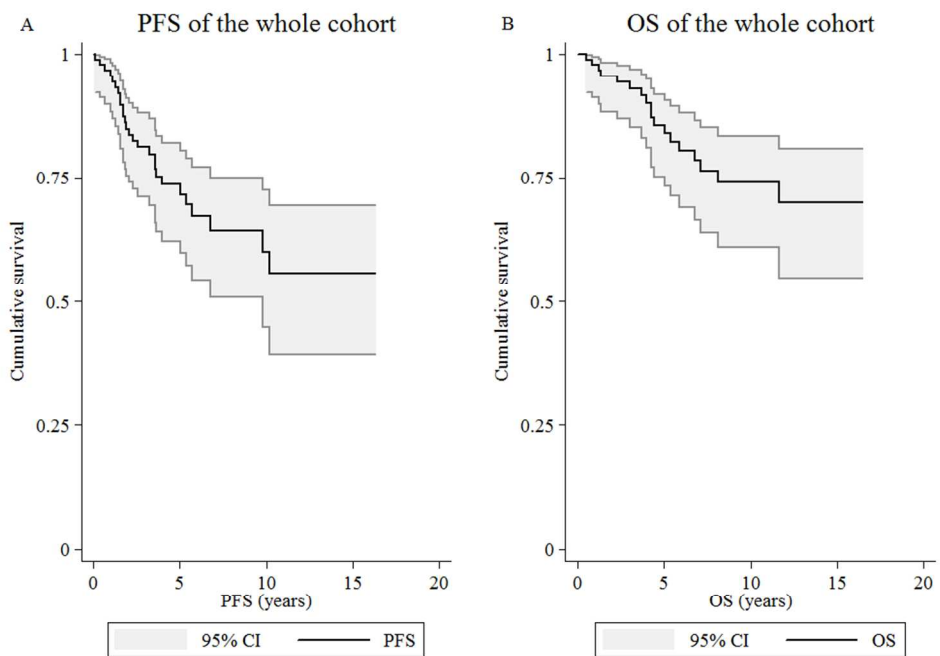 A
PFS of the whole cohort
1
0.75
0.5
0.25
0
Cumulative survival
0 5 10 15 20
PFS (years)
95% CI PFS
B
OS of the whole cohort
1
0.75
0.5
0.25
0
Cumulative survival
0 5 10 15 20
OS (years)
95% CI OS